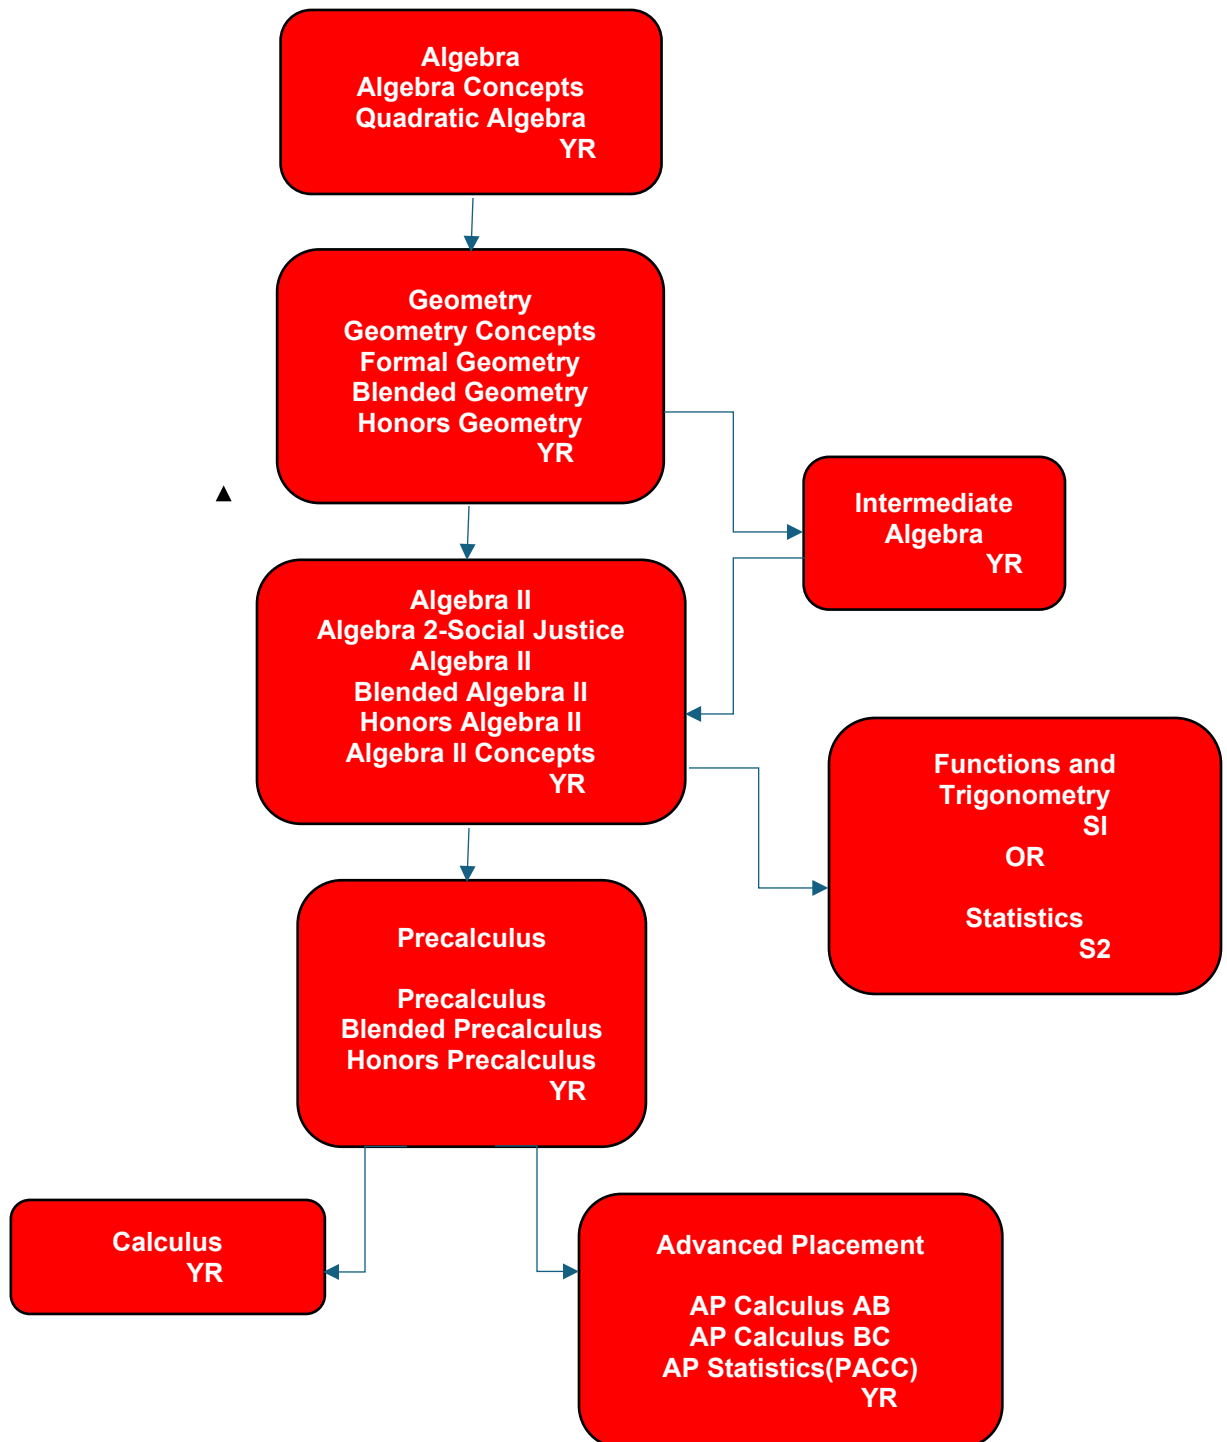 Algebra
Algebra Concepts
Quadratic Algebra
YR
Geometry
Geometry Concepts
Formal Geometry
Blended Geometry
Honors Geometry
YR
Intermediate
Algebra
YR
Algebra II
Algebra 2-Social Justice
Algebra II
Blended Algebra II
Honors Algebra II
Algebra II Concepts
YR
Functions and
Trigonometry
SI
OR
Statistics
S2
Precalculus
Precalculus
Blended Precalculus
Honors Precalculus
YR
Calculus
YR
Advanced Placement
AP Calculus AB
AP Calculus BC
AP Statistics(PACC)
YR